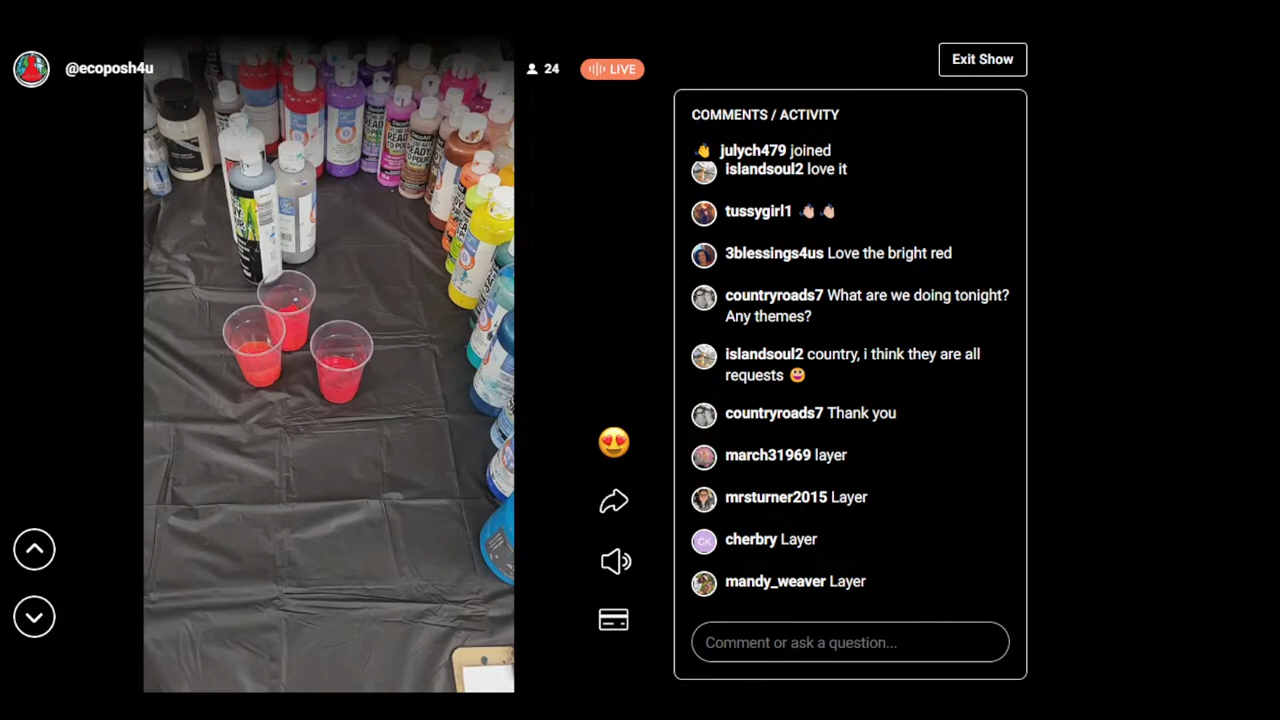 @ecoposh4u
24
LIVE
Exit Show
COMMENTS / ACTIVITY
julych479 joined
islandsoul2 love it
tussygirl1
3blessings4us Love the bright red
countryroads7 What are we doing tonight?
Any themes?
islandsoul2 country, i think they are all
requests
countryroads7 Thank you
march31969 layer
mrsturner2015 Layer
CK
cherbry Layer
mandy_weaver Layer
Comment or ask a question...
READY